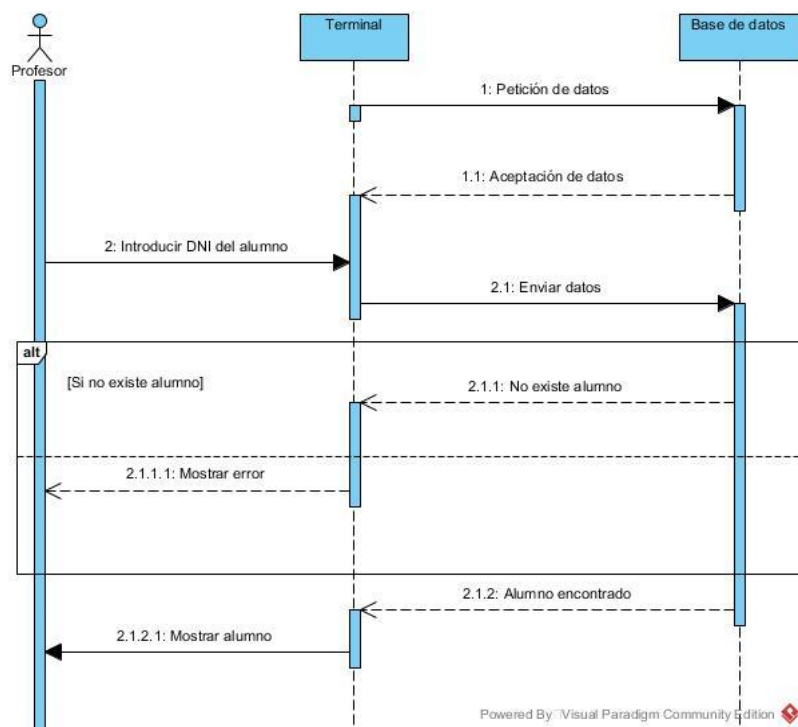 Profesor
Terminal
Base de datos
1: Petición de datos
1.1: Aceptación de datos
2: Introducir DNI del alumno
2.1: Enviar datos
alt
[Si no existe alumno]
2.1.1: No existe alumno
2.1.1.1: Mostrar error
2.1.2: Alumno encontrado
2.1.2.1: Mostrar alumno
Powered By Visual Paradigm Community Edition